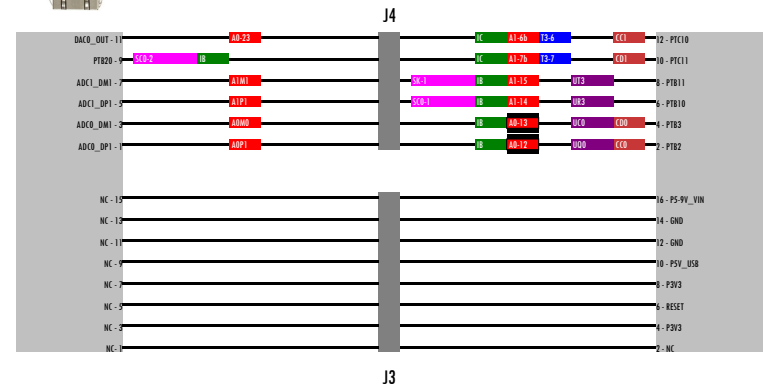 J4
DAC0_OUT - 11 A0-23 IC A1-6b T3-6 CC1 12 - PTC10
PTB20 - 9 SC0-2 IB IC A1-7b T3-7 CD1 10 - PTC11
ADC1_DM1 - 7 A1M1 SK-1 IB A1-15 UT3 8 - PTB11
ADC1_DP1 - 5 A1P1 SC0-1 IB A1-14 UR3 6 - PTB10
ADC0_DM1 - 3 A0M0 IB A0-13 UC0 CD0 4 - PTB3
ADC0_DP1 - 1 A0P1 IB A0-12 UQ0 CC0 2 - PTB2
NC - 15 16 - P5-9V_VIN
NC - 13 14 - GND
NC - 11 12 - GND
NC - 9 10 - P5V_USB
NC - 7 8 - P3V3
NC - 5 6 - RESET
NC - 3 4 - P3V3
NC- 1 2 - NC
J3